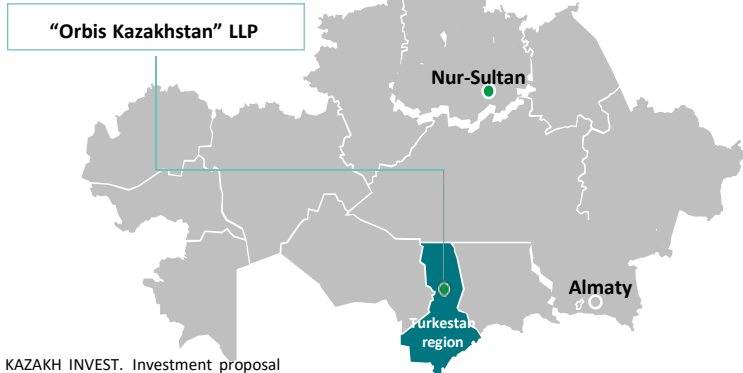 “Orbis Kazakhstan” LLP
Nur-Sultan
Almaty
Turkestan
region
KAZAKH INVEST. Investment proposal